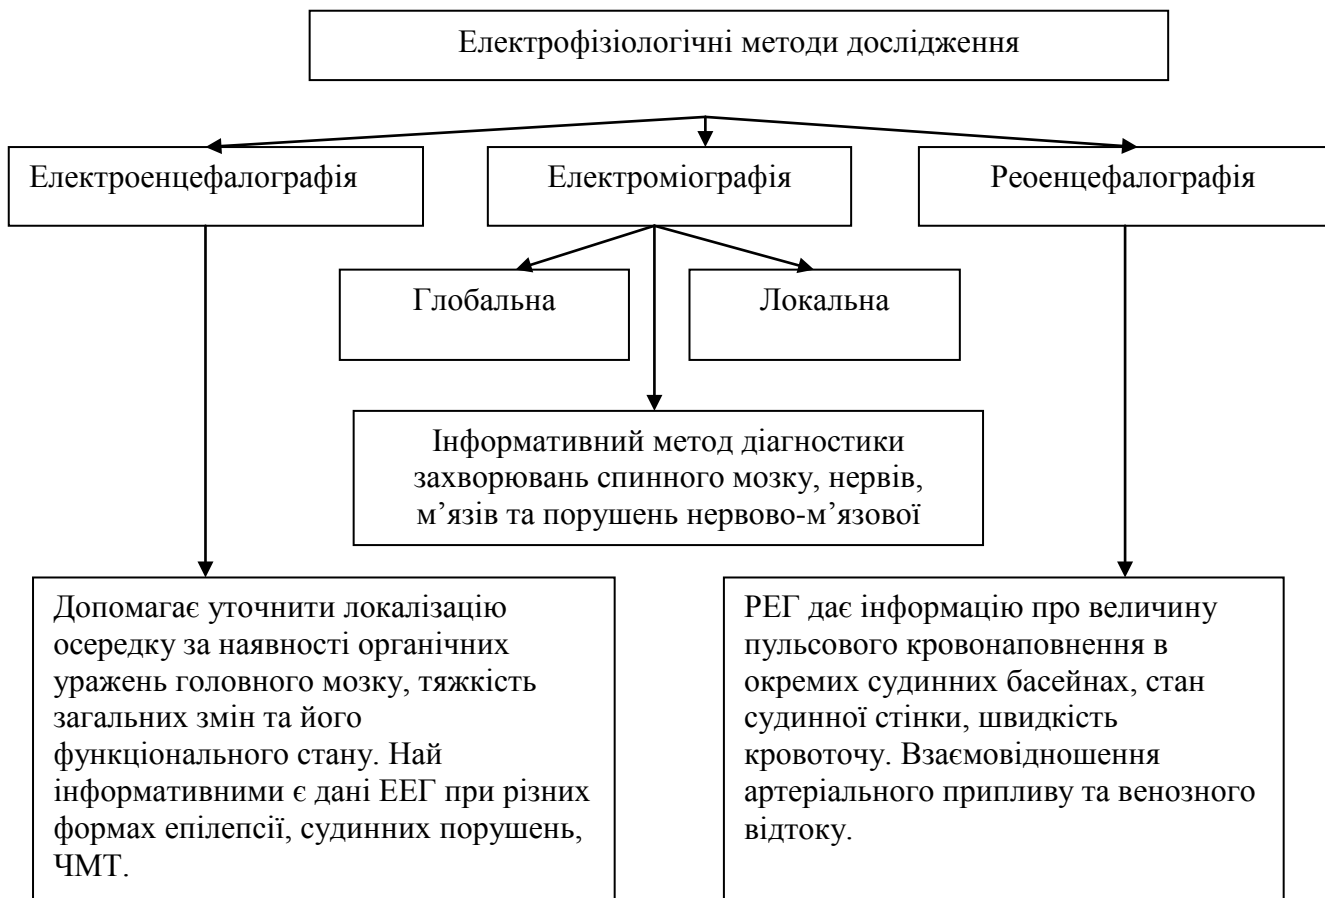 Електрофізіологічні методи дослідження
Електроенцефалографія
Електроміографія
Реоенцефалографія
Глобальна
Локальна
Інформативний метод діагностики
захворювань спинного мозку, нервів,
м’язів та порушень нервово-м’язової
Допомагає уточнити локалізацію
осередку за наявності органічних
уражень головного мозку, тяжкість
загальних змін та його
функціонального стану. Най
інформативними є дані ЕЕГ при різних
формах епілепсії, судинних порушень,
ЧМТ.
РЕГ дає інформацію про величину
пульсового кровонаповнення в
окремих судинних басейнах, стан
судинної стінки, швидкість
кровоточу. Взаємовідношення
артеріального припливу та венозного
відтоку.